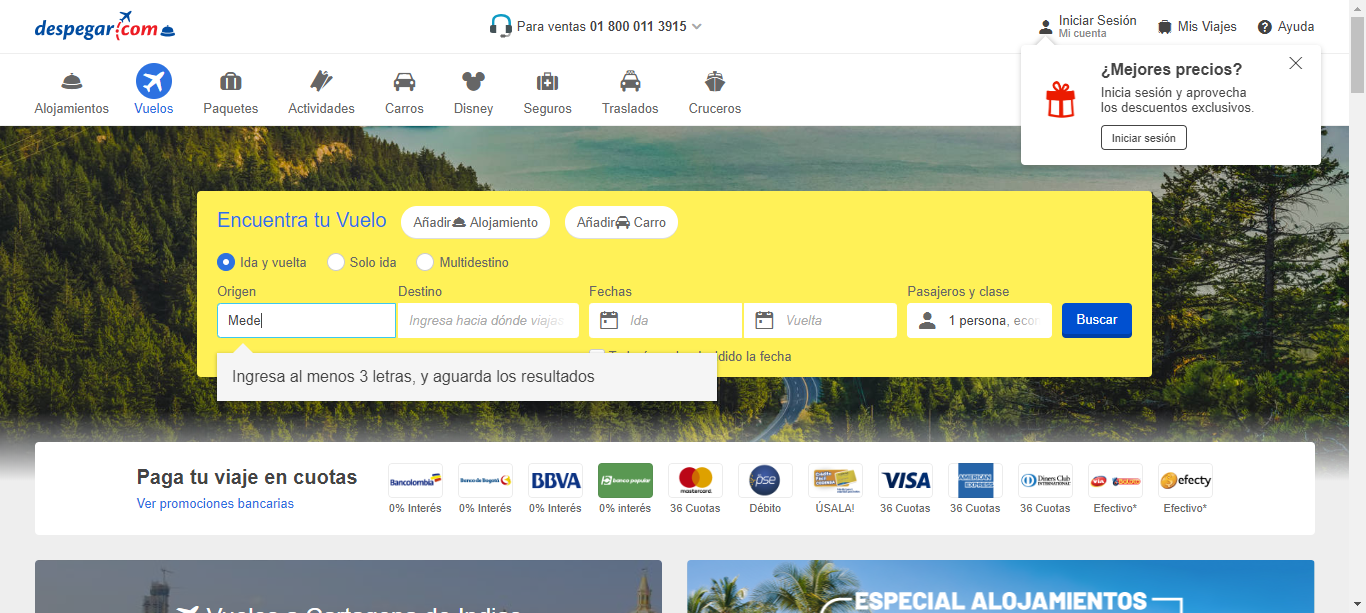 despegar.com
Para ventas 01 800 011 3915
Iniciar Sesión
Mi cuenta
Mis Viajes
Ayuda
¿Mejores precios?
Inicia sesión y aprovecha
los descuentos exclusivos.
Iniciar sesión
Alojamientos
Vuelos
Paquetes
Actividades
Carros
Disney
Seguros
Traslados
Cruceros
Encuentra tu Vuelo
Añadir Alojamiento
Añadir Carro
Ida y vuelta
Solo ida
Multidestino
Origen
Destino
Fechas
Pasajeros y clase
Mede
Ingresa hacia dónde viajas
Ida
Vuelta
1 persona, econ
Buscar
dido la fecha
Ingresa al menos 3 letras, y aguarda los resultados
Paga tu viaje en cuotas
Ver promociones bancarias
Bancolombia
0% Interés
Banco de Bogotá
0% Interés
BBVA
0% Interés
banco popular
0% interés
mastercard
36 Cuotas
pse
Débito
ÚSALA!
VISA
36 Cuotas
AMERICAN EXPRESS
36 Cuotas
Diners Club
INTERNATIONAL
36 Cuotas
via BALOTO
Efectivo*
efecty
Efectivo*
Vuelos a Cartagena de Indias
ESPECIAL ALOJAMIENTOS